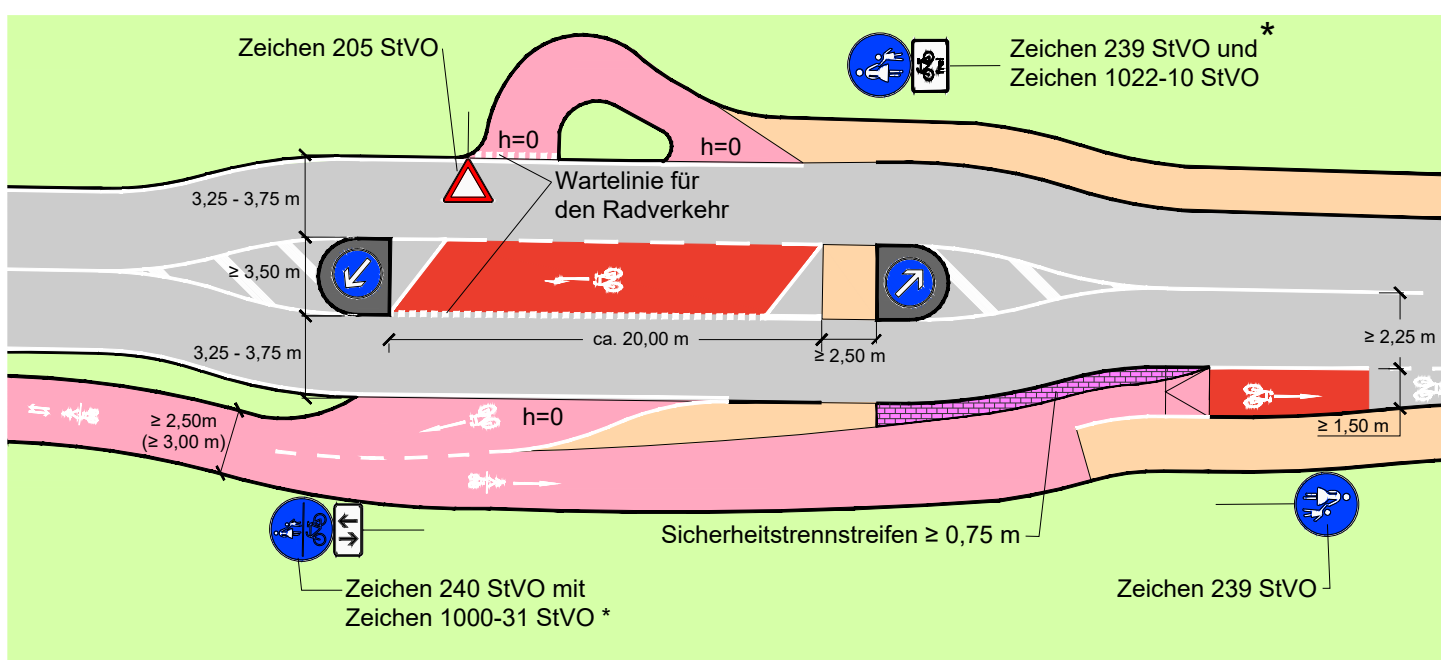 Zeichen 205 StVO
Zeichen 239 StVO und *
Zeichen 1022-10 StVO
frei
h=0
h=0
Wartelinie für
den Radverkehr
3,25 - 3,75 m
≥ 3,50 m
3,25 - 3,75 m
ca. 20,00 m
≥ 2,50 m
≥ 2,25 m
≥ 1,50 m
≥ 2,50m
(≥ 3,00 m)
h=0
Sicherheitstrennstreifen ≥ 0,75 m
Zeichen 240 StVO mit
Zeichen 1000-31 StVO *
Zeichen 239 StVO